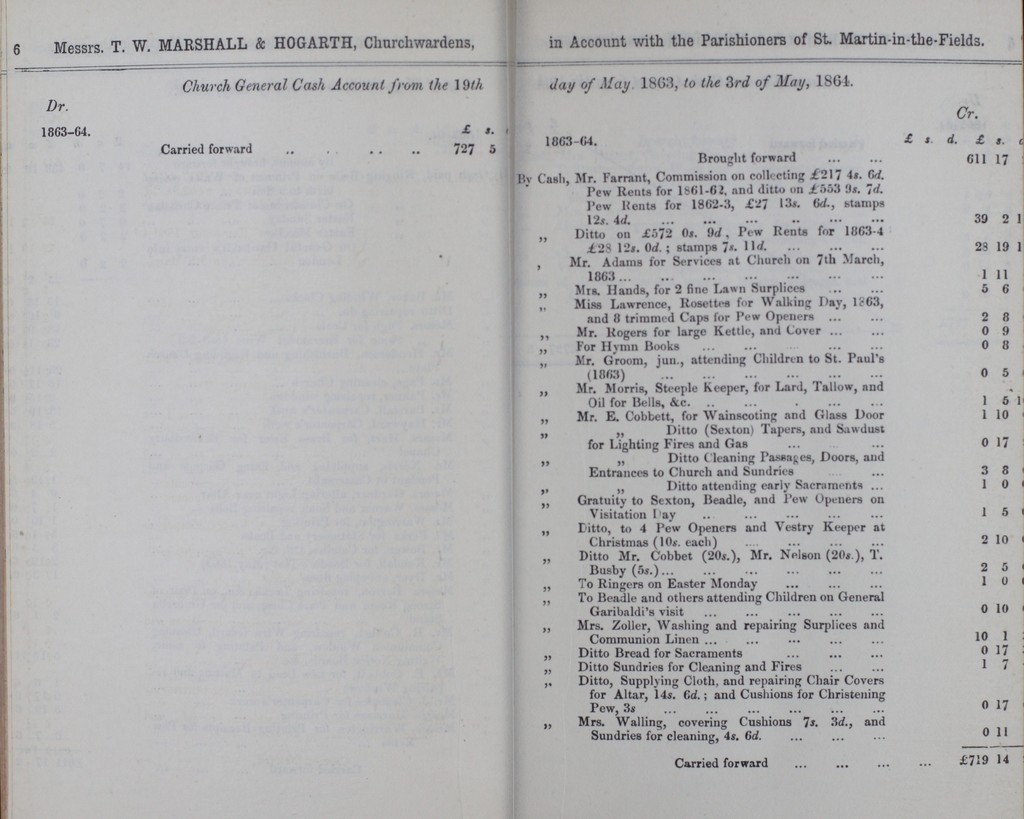 6 Messrs. T. W. MARSHALL & HOGARTH, Churchwardens, in Account with the Parishioners of St. Martin-in-the-Fields.
Church General Cash Account from the 19th day of May, 1863, to the 3rd of May, 1864.
Dr.
1863-64. £ s.
Carried forward .. .. .. .. 727 5
Cr.
1863-64. £ s. d. £ s.
Brought forward ... ... 611 17
By Cash, Mr. Farrant, Commission on collecting £217 4s. 6d.
Pew Rents for 1861-62, and ditto on £553 9s. 7d.
Pew Rents for 1862-3, £27 13s. 6d., stamps
12s. 4d. ... ... ... .. ... ... 39 2 1
,, Ditto on £572 0s. 9d, Pew Rents for 1863-4
£28 12s. 0d.; stamps 7s. 11d. ... ... ... 28 19 1
, Mr. Adams for Services at Church on 7th March,
1863 ... ... ... ... ... ... ... 1 11
,, Mrs. Hands, for 2 fine Lawn Surplices .. ... 5 6
,, Miss Lawrence, Rosettes for Walking Day, 1863,
and 8 trimmed Caps for Pew Openers ... ... 2 8
,, Mr. Rogers for large Kettle, and Cover ... ... 0 9
,, For Hymn Books ... ... ... ... ... 0 8
,, Mr. Groom, jun., attending Children to St. Paul's
(1863) ... ... ... ... ... ... 0 5
,, Mr. Morris, Steeple Keeper, for Lard, Tallow, and
Oil for Bells, &c. .. ... . ... ... 1 5 1
,, Mr. E. Cobbett, for Wainscoting and Glass Door 1 10
,, ,, Ditto (Sexton) Tapers, and Sawdust
for Lighting Fires and Gas ... ... 0 17
,, ,, Ditto Cleaning Passages, Doors, and
Entrances to Church and Sundries ... 3 8
,, ,, Ditto attending early Sacraments ... 1 0
,, Gratuity to Sexton, Beadle, and Pew Openers on
Visitation Day .. ... ... ... ... 1 5
,, Ditto, to 4 Pew Openers and Vestry Keeper at
Christmas (10s. each) ... ... ... ... 2 10
,, Ditto Mr. Cobbet (20s.), Mr. Nelson (20s.), T.
Busby (5s.) ... ... ... ... ... ... 2 5
,, To Ringers on Easter Monday ... ... ... 1 0
,, To Beadle and others attending Children on General
Garibaldi's visit ... ... ... ... ... 0 10
,, Mrs. Zoller, Washing and repairing Surplices and
Communion Linen ... ... ... ... ... 10 1
,, Ditto Bread for Sacraments ... ... ... 0 17
,, Ditto Sundries for Cleaning and Fires ... ... 1 7
,, Ditto, Supplying Cloth, and repairing Chair Covers
for Altar, 14s. 6d.; and Cushions for Christening
Pew, 3s ... ... ... ... ... ... 0 17
,, Mrs. Walling, covering Cushions 7s. 3d., and
Sundries for cleaning, 4s. 6d. ... ... ... 0 11
Carried forward ... ... ... ... £719 14